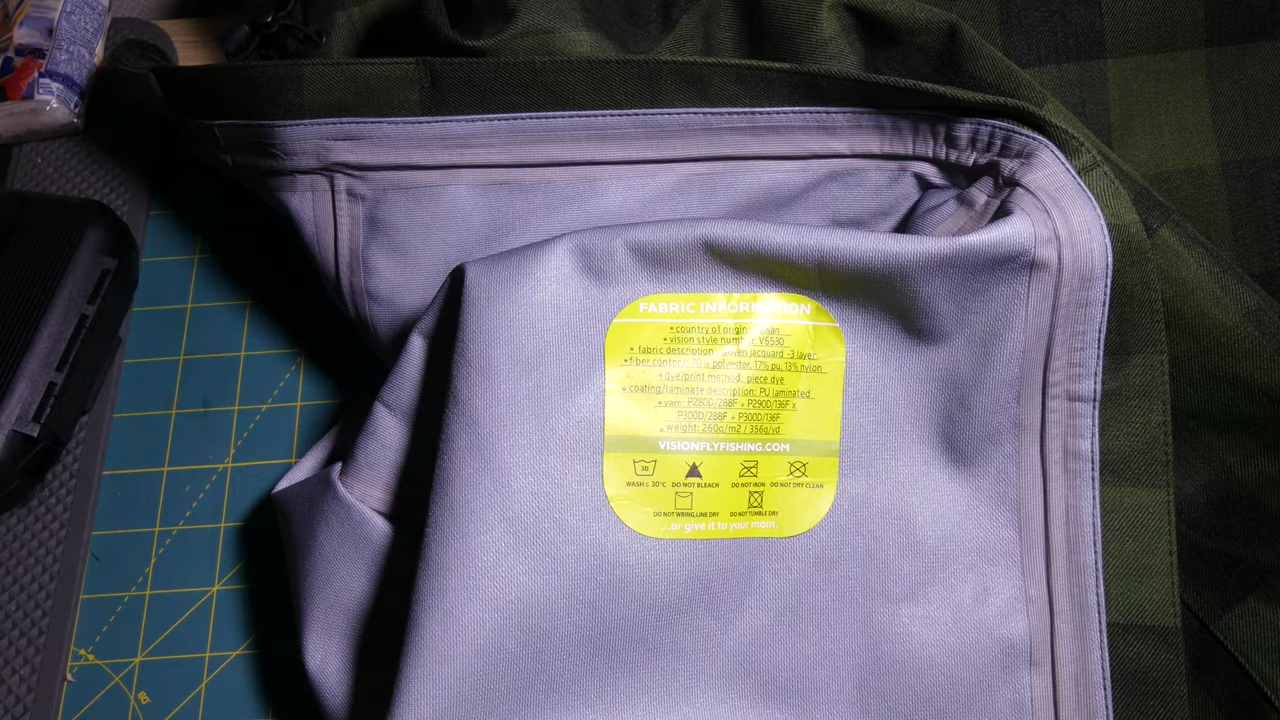 FABRIC INFORMATION
* country of origin: Taiwan
* vision style number: V6530
* fabric description: woven jacquard -3 layer
* fiber content: 70% polyester, 17% pu, 13% nylon
* dye/print method: piece dye
* coating/laminate description: PU laminated
* yarn: P280D/288F + P290D/136F x
P300D/288F + P300D/136F
* weight: 260g/m2 / 356g/yd
VISIONFLYFISHING.COM
30
WASH ≤ 30°C DO NOT BLEACH DO NOT IRON DO NOT DRY CLEAN
DO NOT WRING,LINE DRY DO NOT TUMBLE DRY
...or give it to your mom.
60°